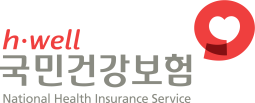 h·well
국민건강보험
National Health Insurance Service